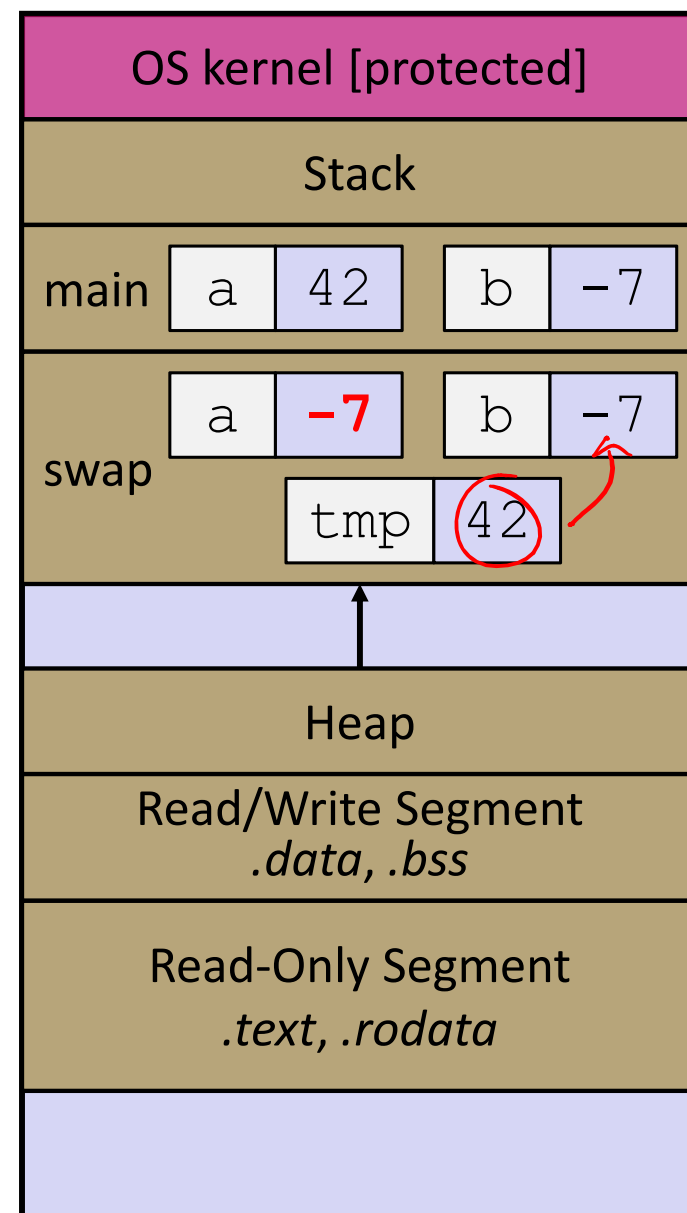 OS kernel [protected]
Stack
main a 42 b -7
a -7 b -7
swap
tmp 42
Heap
Read/Write Segment
.data, .bss
Read-Only Segment
.text, .rodata